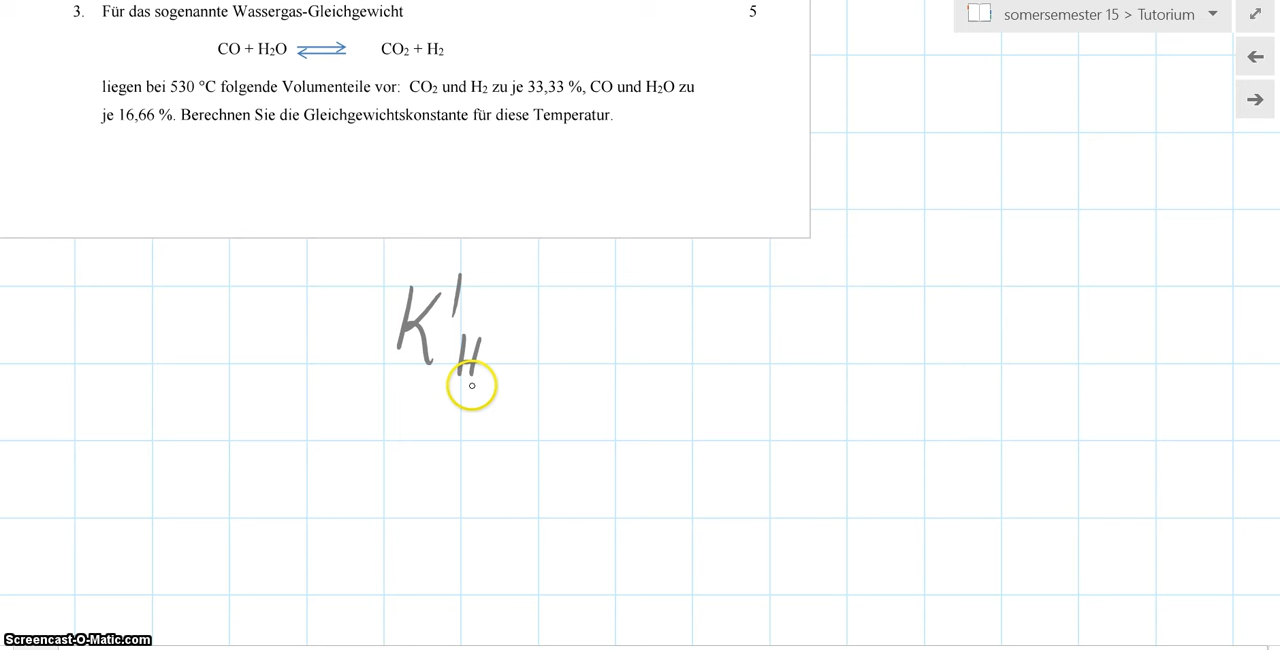 3. Für das sogenannte Wassergas-Gleichgewicht 5
somersemester 15 > Tutorium
CO + H₂O ⇌ CO₂ + H₂
liegen bei 530 °C folgende Volumenteile vor: CO₂ und H₂ zu je 33,33 %, CO und H₂O zu
je 16,66 %. Berechnen Sie die Gleichgewichtskonstante für diese Temperatur.
K'
Screencast-O-Matic.com